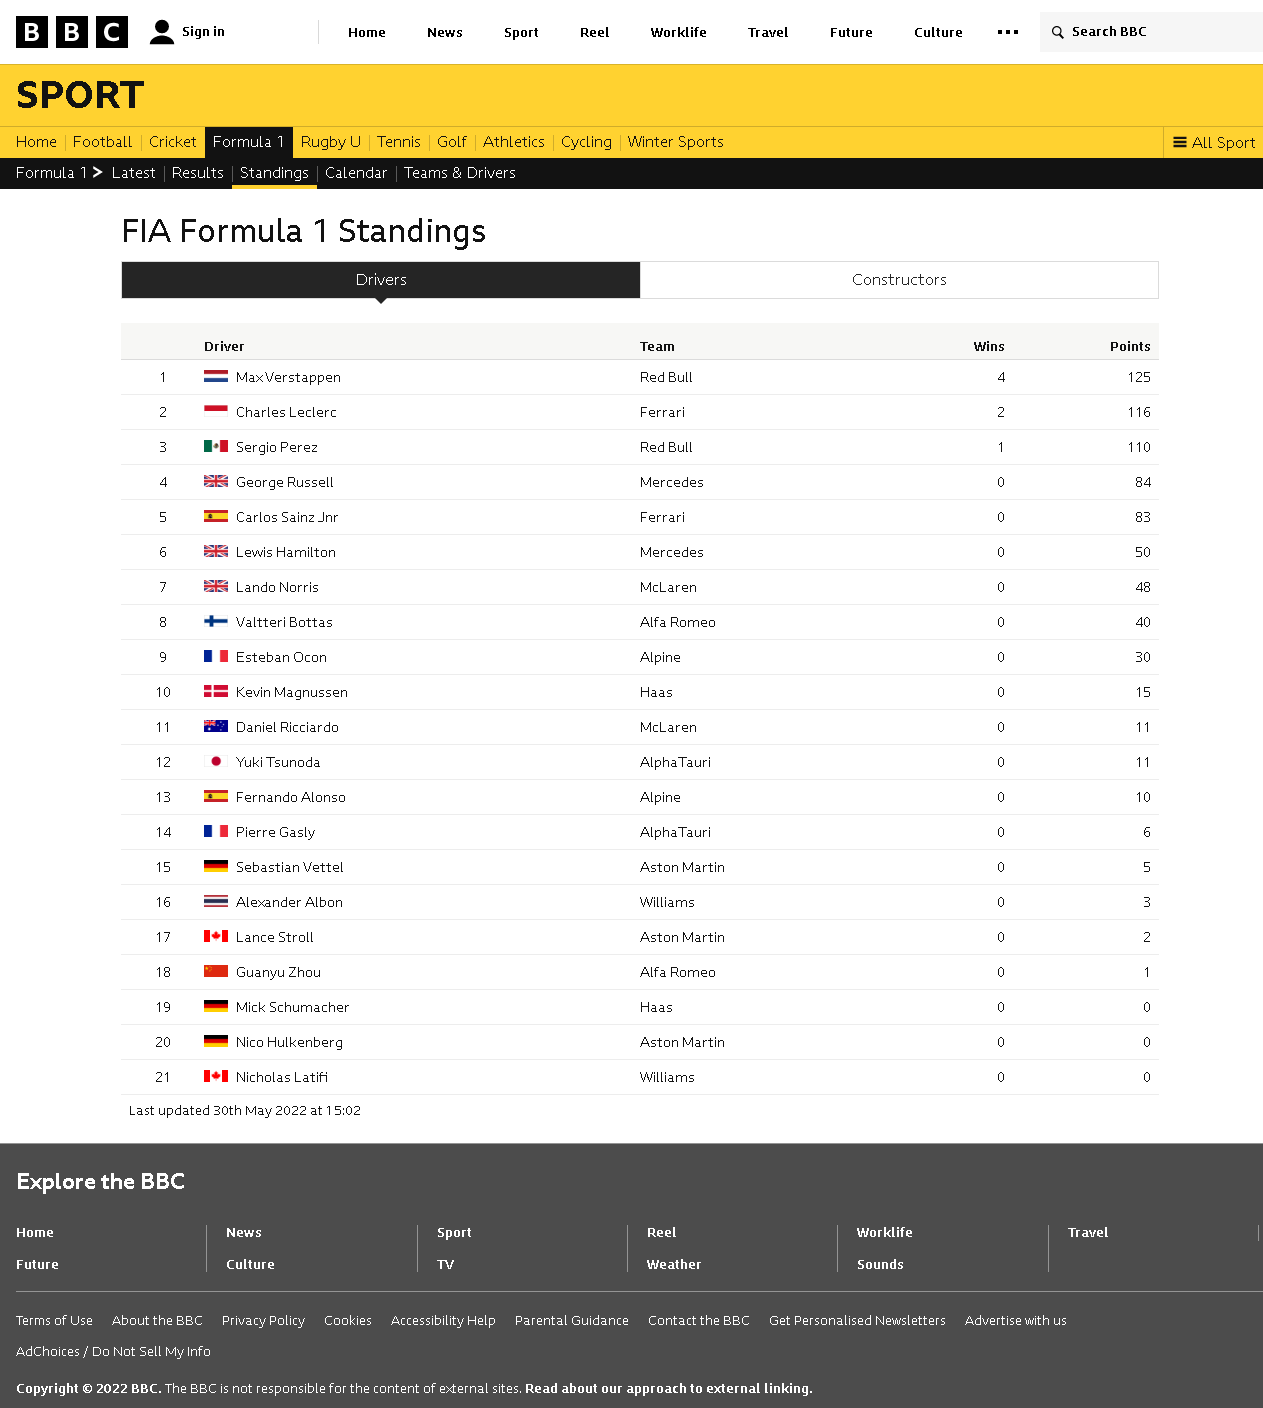 BBC Sign in Home News Sport Reel Worklife Travel Future Culture Search BBC
SPORT
Home Football Cricket Formula 1 Rugby U Tennis Golf Athletics Cycling Winter Sports All Sport
Formula 1 Latest Results Standings Calendar Teams & Drivers
FIA Formula 1 Standings
Drivers Constructors
Driver Team Wins Points
1 Max Verstappen Red Bull 4 125
2 Charles Leclerc Ferrari 2 116
3 Sergio Perez Red Bull 1 110
4 George Russell Mercedes 0 84
5 Carlos Sainz Jnr Ferrari 0 83
6 Lewis Hamilton Mercedes 0 50
7 Lando Norris McLaren 0 48
8 Valtteri Bottas Alfa Romeo 0 40
9 Esteban Ocon Alpine 0 30
10 Kevin Magnussen Haas 0 15
11 Daniel Ricciardo McLaren 0 11
12 Yuki Tsunoda AlphaTauri 0 11
13 Fernando Alonso Alpine 0 10
14 Pierre Gasly AlphaTauri 0 6
15 Sebastian Vettel Aston Martin 0 5
16 Alexander Albon Williams 0 3
17 Lance Stroll Aston Martin 0 2
18 Guanyu Zhou Alfa Romeo 0 1
19 Mick Schumacher Haas 0 0
20 Nico Hulkenberg Aston Martin 0 0
21 Nicholas Latifi Williams 0 0
Last updated 30th May 2022 at 15:02
Explore the BBC
Home News Sport Reel Worklife Travel
Future Culture TV Weather Sounds
Terms of Use About the BBC Privacy Policy Cookies Accessibility Help Parental Guidance Contact the BBC Get Personalised Newsletters Advertise with us
AdChoices / Do Not Sell My Info
Copyright © 2022 BBC. The BBC is not responsible for the content of external sites. Read about our approach to external linking.